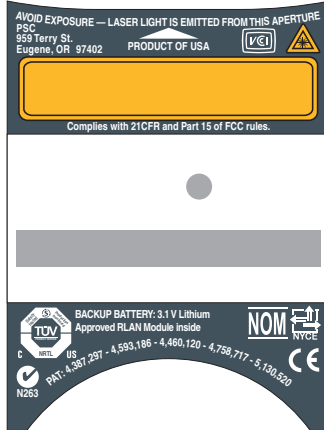 AVOID EXPOSURE — LASER LIGHT IS EMITTED FROM THIS APERTURE
PSC
959 Terry St.
Eugene, OR 97402
PRODUCT OF USA
VCI
Complies with 21CFR and Part 15 of FCC rules.
BACKUP BATTERY: 3.1 V Lithium
Approved RLAN Module inside
TÜV
C NRTL US
NOM
NYCE
PAT: 4,387,297 - 4,593,186 - 4,460,120 - 4,758,717 - 5,130,520
CE
N263